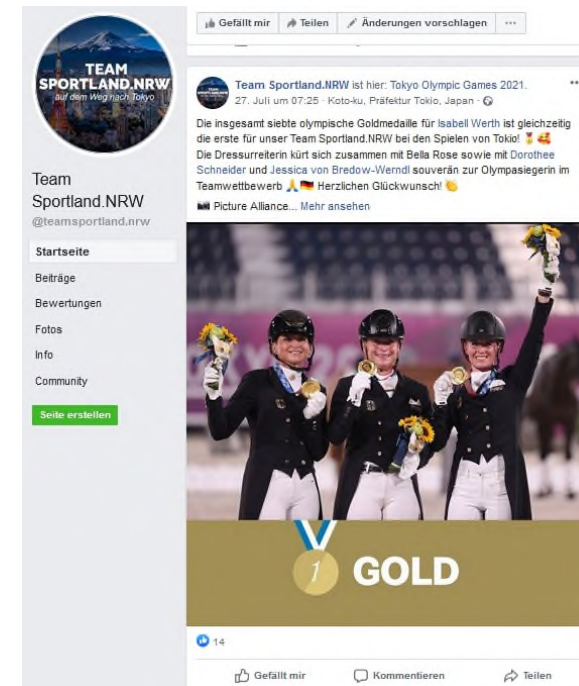 Gefällt mir
Teilen
Änderungen vorschlagen
TEAM
SPORTLAND.NRW
auf dem Weg nach Tokyo
Team
Sportland.NRW
@teamsportland.nrw
Startseite
Beiträge
Bewertungen
Fotos
Info
Community
Seite erstellen
Team Sportland.NRW ist hier: Tokyo Olympic Games 2021.
27. Juli um 07:25 · Koto-ku, Präfektur Tokio, Japan ·
Die insgesamt siebte olympische Goldmedaille für Isabell Werth ist gleichzeitig
die erste für unser Team Sportland.NRW bei den Spielen von Tokio! 🎖️🥰
Die Dressurreiterin kürt sich zusammen mit Bella Rose sowie mit Dorothee
Schneider und Jessica von Bredow-Werndl souverän zur Olympiasiegerin im
Teamwettbewerb 🙏🇩🇪 Herzlichen Glückwunsch! 👏
📸 Picture Alliance... Mehr ansehen
1
GOLD
14
Gefällt mir
Kommentieren
Teilen